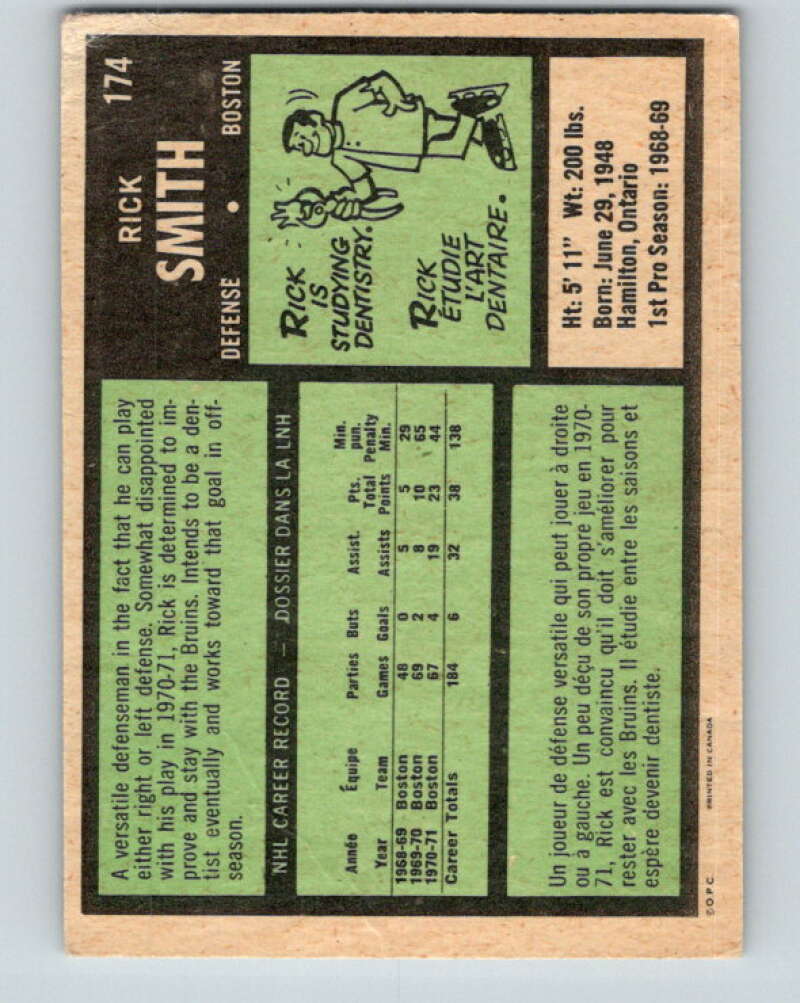 RICK
SMITH
174
DEFENSE • BOSTON
A versatile defenseman in the fact that he can play
either right or left defense. Somewhat disappointed
with his play in 1970-71, Rick is determined to im-
prove and stay with the Bruins. Intends to be a den-
tist eventually and works toward that goal in off-
season.
RICK
IS
STUDYING
DENTISTRY.
RICK
ÉTUDIE
L'ART
DENTAIRE.
NHL CAREER RECORD — DOSSIER DANS LA LNH
Année Équipe Parties Buts Assist. Pts. Total Min. pun.
Year Team Games Goals Assists Points Penalty Min.
1968-69 Boston 48 0 5 5 29
1969-70 Boston 69 2 8 10 65
1970-71 Boston 67 4 19 23 44
Career Totals 184 6 32 38 138
Ht: 5' 11" Wt: 200 lbs.
Born: June 29, 1948
Hamilton, Ontario
1st Pro Season: 1968-69
Un joueur de défense versatile qui peut jouer à droite
ou à gauche. Un peu déçu de son propre jeu en 1970-
71, Rick est convaincu qu'il doit s'améliorer pour
rester avec les Bruins. Il étudie entre les saisons et
espère devenir dentiste.
© O.P.C. PRINTED IN CANADA